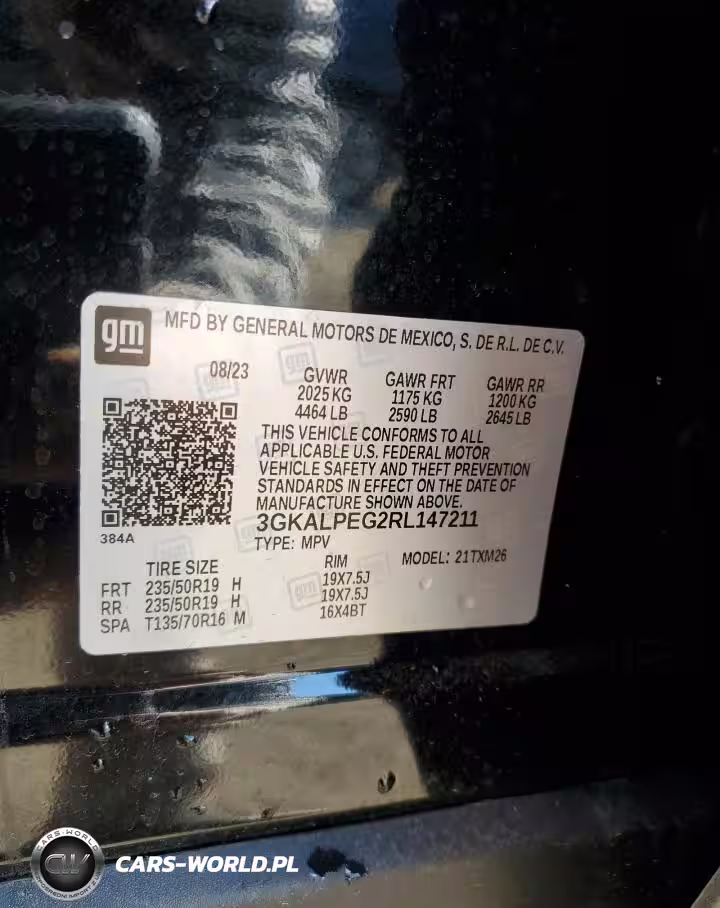 gm
MFD BY GENERAL MOTORS DE MEXICO, S. DE R.L. DE C.V.
08/23 GVWR GAWR FRT GAWR RR
2025 KG 1175 KG 1200 KG
4464 LB 2590 LB 2645 LB
THIS VEHICLE CONFORMS TO ALL
APPLICABLE U.S. FEDERAL MOTOR
VEHICLE SAFETY AND THEFT PREVENTION
STANDARDS IN EFFECT ON THE DATE OF
MANUFACTURE SHOWN ABOVE.
3GKALPEG2RL147211
384A
TYPE: MPV
TIRE SIZE RIM MODEL: 21TXM26
FRT 235/50R19 H 19X7.5J
RR 235/50R19 H 19X7.5J
SPA T135/70R16 M 16X4BT
CARS-WORLD
CW
CARS-WORLD.PL